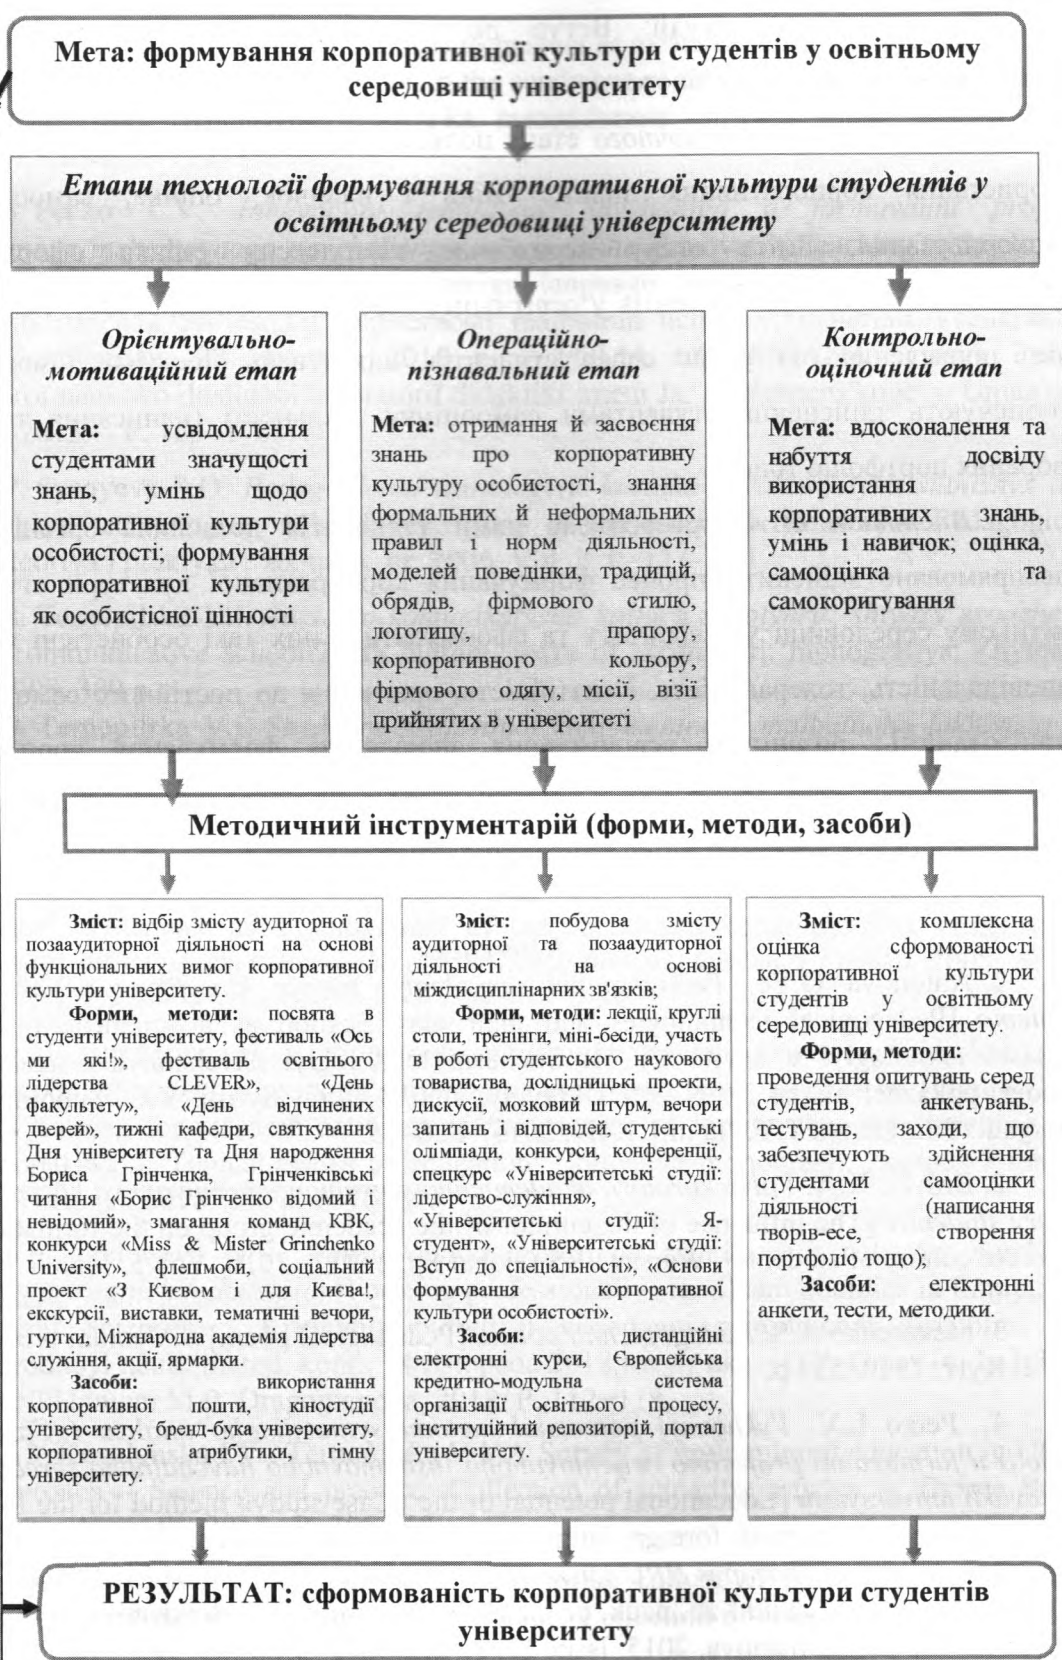 Мета: формування корпоративної культури студентів у освітньому
середовищі університету
Етапи технології формування корпоративної культури студентів у
освітньому середовищі університету
Орієнтувально-
мотиваційний етап
Мета: усвідомлення
студентами значущості
знань, умінь щодо
корпоративної культури
особистості; формування
корпоративної культури
як особистісної цінності
Операційно-
пізнавальний етап
Мета: отримання й засвоєння
знань про корпоративну
культуру особистості, знання
формальних й неформальних
правил і норм діяльності,
моделей поведінки, традицій,
обрядів, фірмового стилю,
логотипу, прапору,
корпоративного кольору,
фірмового одягу, місії, візії
прийнятих в університеті
Контрольно-
оціночний етап
Мета: вдосконалення та
набуття досвіду
використання
корпоративних знань,
умінь і навичок; оцінка,
самооцінка та
самокоригування
Методичний інструментарій (форми, методи, засоби)
Зміст: відбір змісту аудиторної та
позааудиторної діяльності на основі
функціональних вимог корпоративної
культури університету.
Форми, методи: посвята в
студенти університету, фестиваль «Ось
ми які!», фестиваль освітнього
лідерства CLEVER», «День
факультету», «День відчинених
дверей», тижні кафедри, святкування
Дня університету та Дня народження
Бориса Грінченка, Грінченківські
читання «Борис Грінченко відомий і
невідомий», змагання команд КВК,
конкурси «Miss & Mister Grinchenko
University», флешмоби, соціальний
проект «З Києвом і для Києва!,
екскурсії, виставки, тематичні вечори,
гуртки, Міжнародна академія лідерства
служіння, акції, ярмарки.
Засоби: використання
корпоративної пошти, кіностудії
університету, бренд-бука університету,
корпоративної атрибутики, гімну
університету.
Зміст: побудова змісту
аудиторної та позааудиторної
діяльності на основі
міждисциплінарних зв'язків;
Форми, методи: лекції, круглі
столи, тренінги, міні-бесіди, участь
в роботі студентського наукового
товариства, дослідницькі проекти,
дискусії, мозковий штурм, вечори
запитань і відповідей, студентські
олімпіади, конкурси, конференції,
спецкурс «Університетські студії:
лідерство-служіння»,
«Університетські студії: Я-
студент», «Університетські студії:
Вступ до спеціальності», «Основи
формування корпоративної
культури особистості».
Засоби: дистанційні
електронні курси, Європейська
кредитно-модульна система
організації освітнього процесу,
інституційний репозиторій, портал
університету.
Зміст: комплексна
оцінка сформованості
корпоративної культури
студентів у освітньому
середовищі університету.
Форми, методи:
проведення опитувань серед
студентів, анкетувань,
тестувань, заходи, що
забезпечують здійснення
студентами самооцінки
діяльності (написання
творів-есе, створення
портфоліо тощо);
Засоби: електронні
анкети, тести, методики.
РЕЗУЛЬТАТ: сформованість корпоративної культури студентів
університету